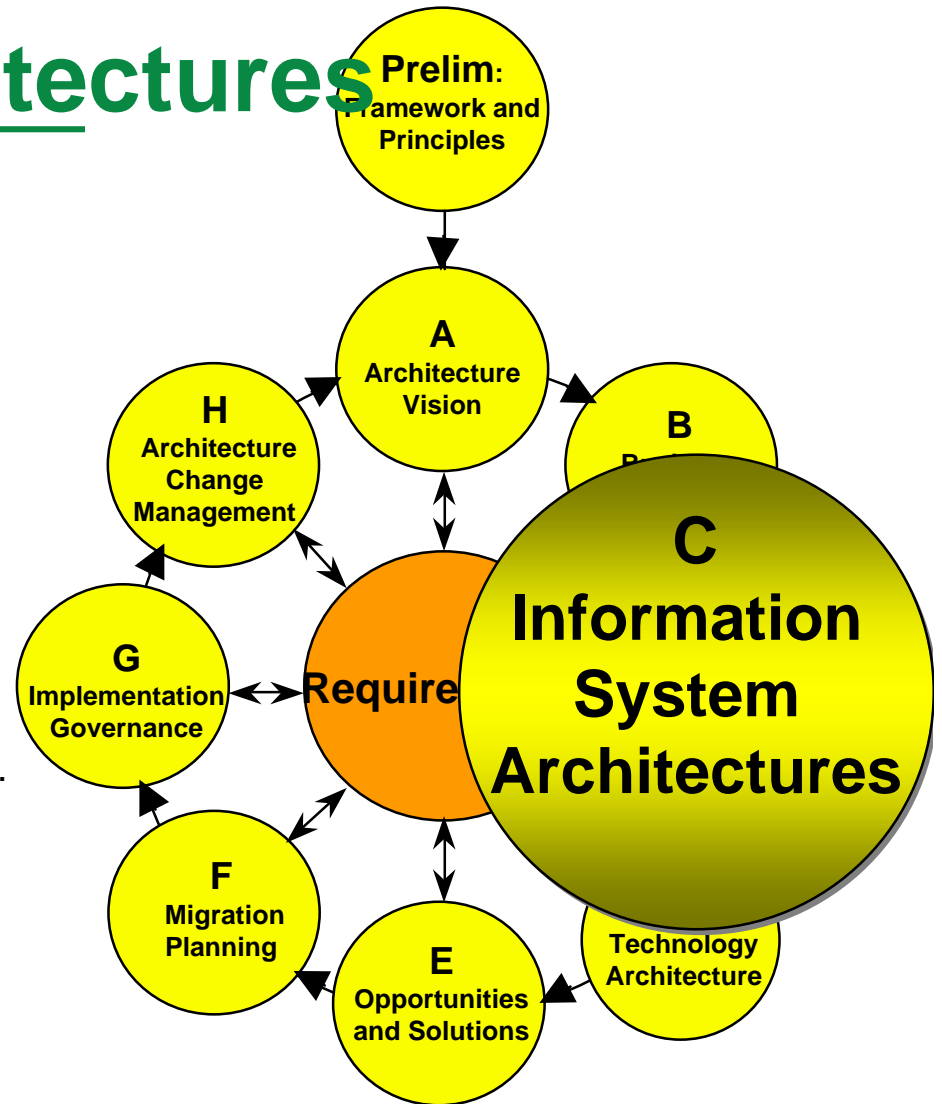 tectures
Prelim:
Framework and
Principles
A
Architecture
Vision
H
Architecture
Change
Management
B
C
Information
System
Architectures
G
Implementation
Governance
Require
.
F
Migration
Planning
E
Opportunities
and Solutions
Technology
Architecture